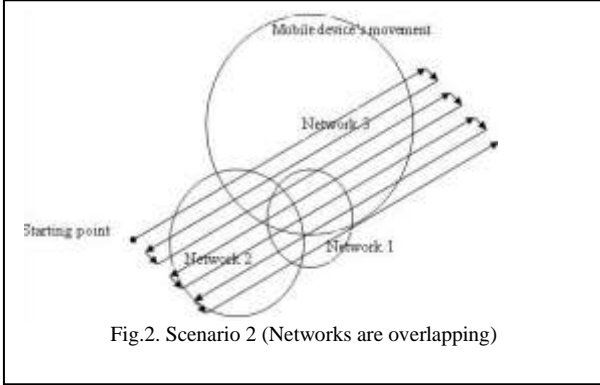 Mobile device's movement
Network 3
Starting point
Network 2
Network 1
Fig.2. Scenario 2 (Networks are overlapping)